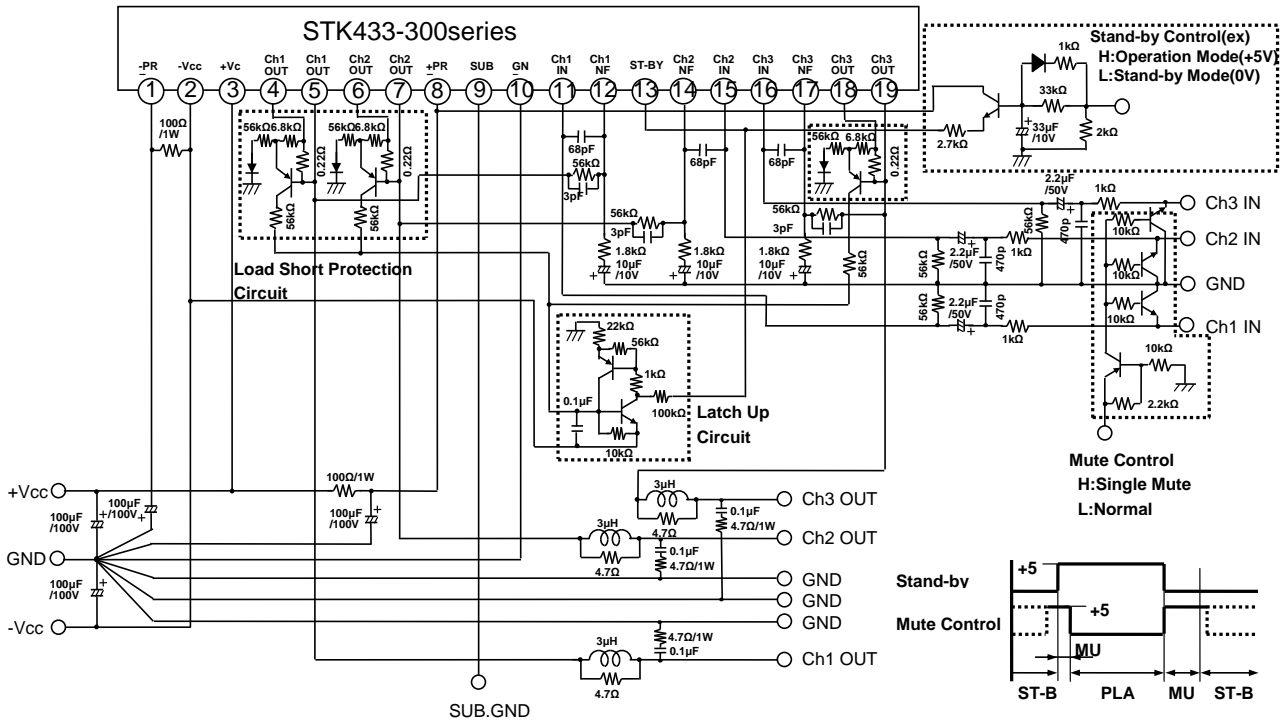 STK433-300series
-PR
-Vcc
+Vc
Ch1 OUT
Ch1 OUT
Ch2 OUT
Ch2 OUT
+PR
SUB
GN
Ch1 IN
Ch1 NF
ST-BY
Ch2 NF
Ch2 IN
Ch3 IN
Ch3 NF
Ch3 OUT
Ch3 OUT
1 2 3 4 5 6 7 8 9 10 11 12 13 14 15 16 17 18 19
Stand-by Control(ex)
H:Operation Mode(+5V)
L:Stand-by Mode(0V)
1kΩ
33kΩ
33µF
/10V
2kΩ
2.7kΩ
100Ω
/1W
56kΩ 6.8kΩ
0.22Ω
56kΩ
56kΩ 6.8kΩ
0.22Ω
56kΩ
Load Short Protection
Circuit
68pF
56kΩ
3pF
68pF
56kΩ
3pF
68pF
56kΩ
3pF
56kΩ
6.8kΩ
0.22Ω
56kΩ
1.8kΩ
10µF
/10V
1.8kΩ
10µF
/10V
1.8kΩ
10µF
/10V
2.2µF
/50V
1kΩ
56kΩ
470p
Ch3 IN
10kΩ
56kΩ
2.2µF
/50V
470p
1kΩ
Ch2 IN
10kΩ
GND
56kΩ
2.2µF
/50V
470p
1kΩ
10kΩ
Ch1 IN
10kΩ
2.2kΩ
Mute Control
H:Single Mute
L:Normal
22kΩ
56kΩ
1kΩ
0.1µF
100kΩ
10kΩ
Latch Up
Circuit
+Vcc
100µF
/100V
100µF
/100V
100Ω/1W
100µF
/100V
GND
100µF
/100V
-Vcc
3µH
4.7Ω
0.1µF
4.7Ω/1W
Ch3 OUT
3µH
4.7Ω
0.1µF
4.7Ω/1W
Ch2 OUT
GND
GND
GND
4.7Ω/1W
0.1µF
3µH
4.7Ω
Ch1 OUT
SUB.GND
Stand-by
+5
Mute Control
+5
MU
ST-B
PLA
MU
ST-B